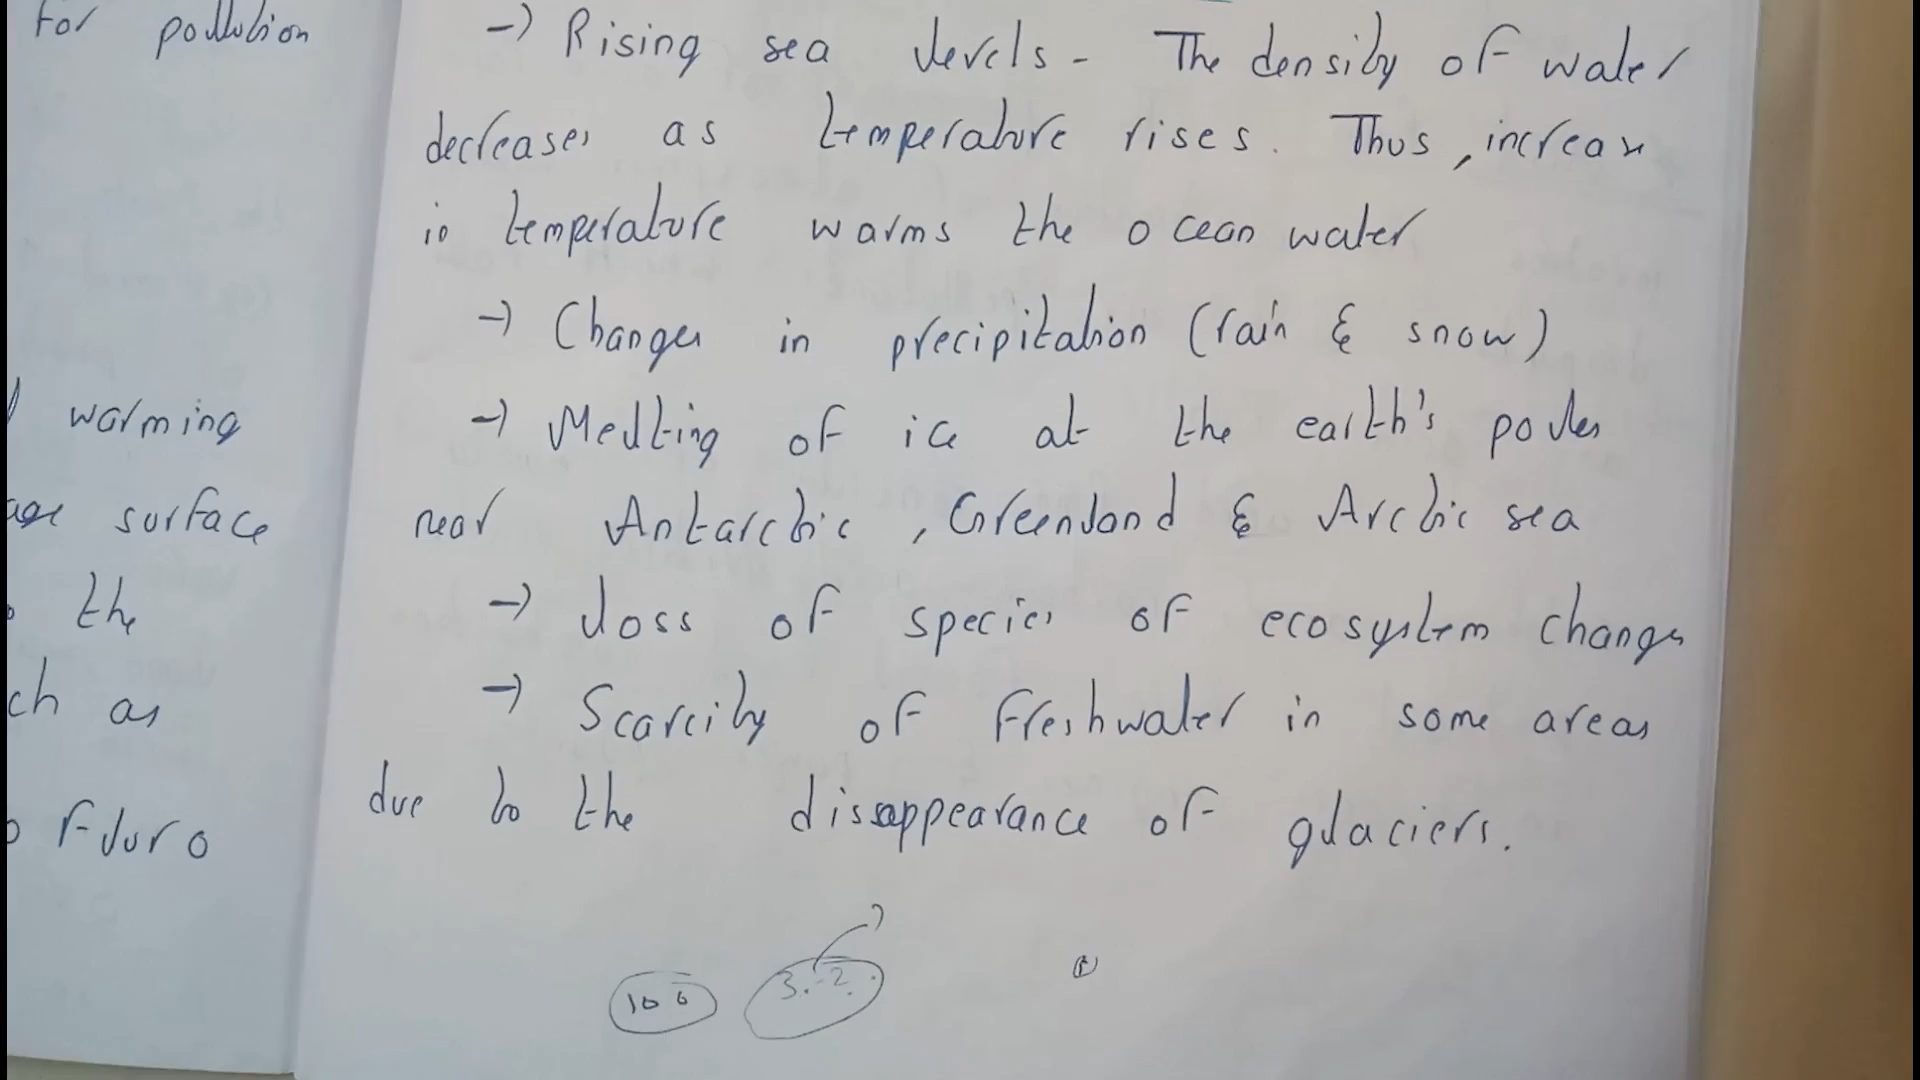 for pollution
warming
surface
the
ch as
Fluro
→ Rising sea levels - The density of water
decreases as temperature rises. Thus, increase
in temperature warms the ocean water
→ Changes in precipitation (rain & snow)
→ Melting of ice at the earth's poles
near Antarctic, Greenland & Arctic sea
→ loss of species of ecosystem changes
→ Scarcity of freshwater in some areas
due to the disappearance of glaciers.